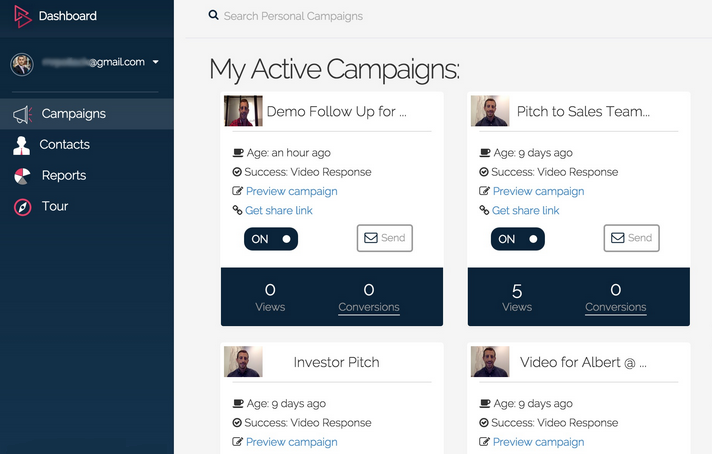 Dashboard
Search Personal Campaigns
@gmail.com
My Active Campaigns:
Campaigns
Contacts
Reports
Tour
Demo Follow Up for ...
Age: an hour ago
Success: Video Response
Preview campaign
Get share link
ON
Send
0
0
Views
Conversions
Pitch to Sales Team...
Age: 9 days ago
Success: Video Response
Preview campaign
Get share link
ON
Send
5
0
Views
Conversions
Investor Pitch
Age: 9 days ago
Success: Video Response
Preview campaign
Video for Albert @ ...
Age: 9 days ago
Success: Video Response
Preview campaign